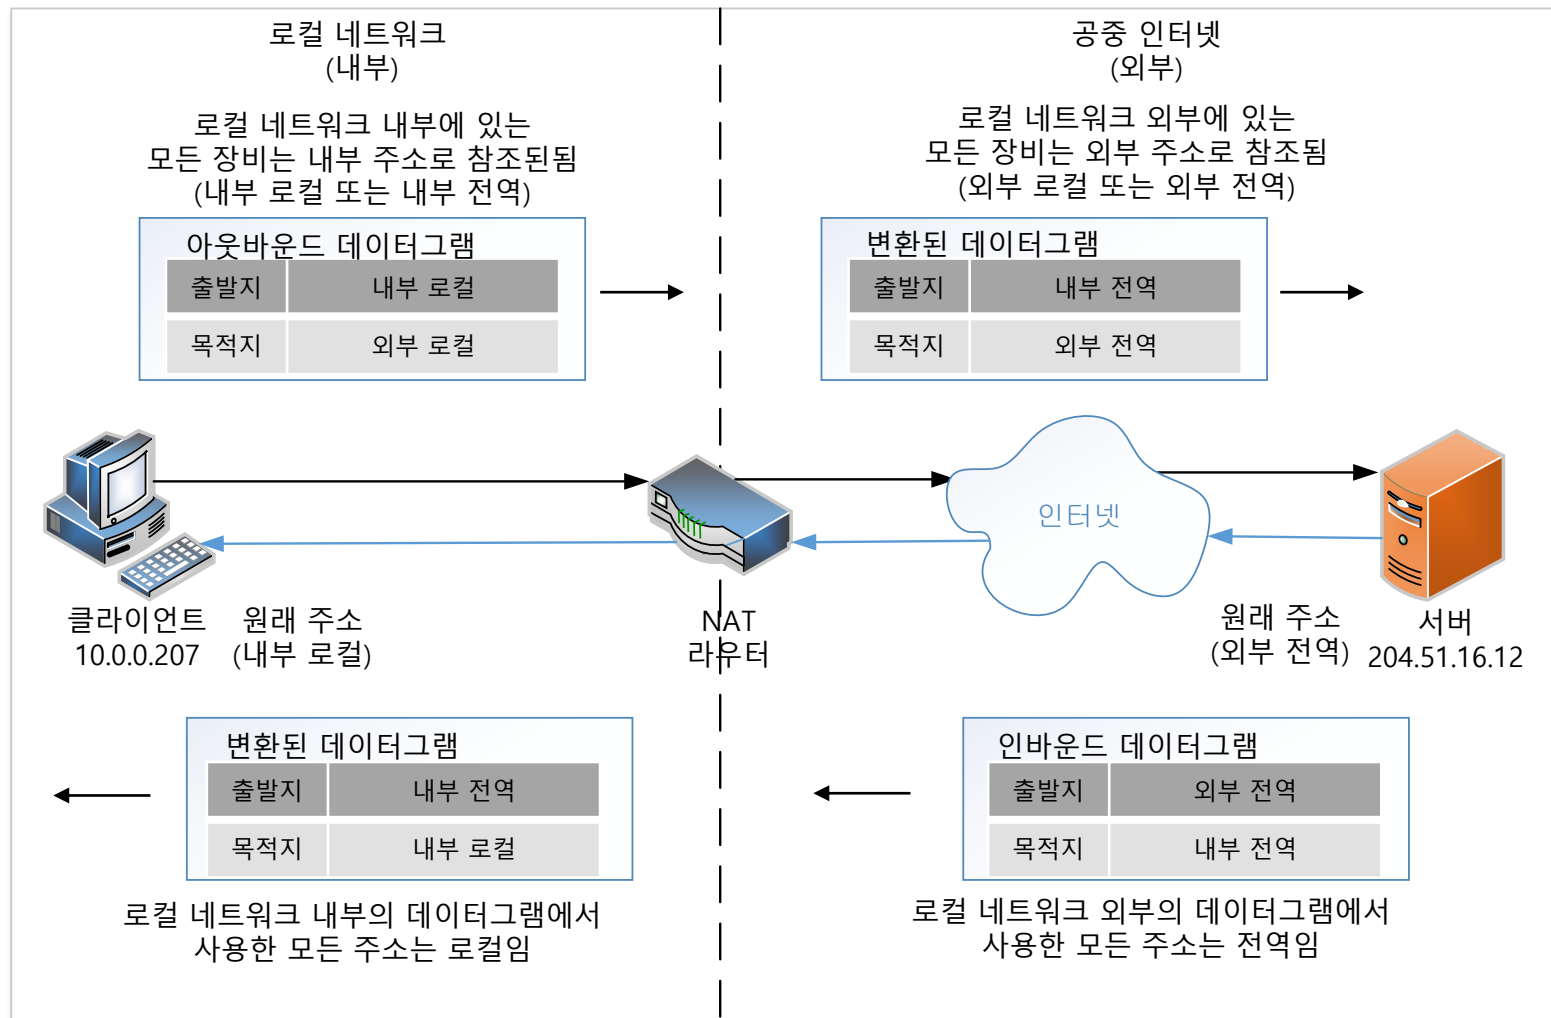 로컬 네트워크
(내부)
공중 인터넷
(외부)
로컬 네트워크 내부에 있는
모든 장비는 내부 주소로 참조된됨
(내부 로컬 또는 내부 전역)
로컬 네트워크 외부에 있는
모든 장비는 외부 주소로 참조됨
(외부 로컬 또는 외부 전역)
아웃바운드 데이터그램
출발지 내부 로컬
목적지 외부 로컬
변환된 데이터그램
출발지 내부 전역
목적지 외부 전역
인터넷
클라이언트
10.0.0.207
원래 주소
(내부 로컬)
NAT
라우터
원래 주소
(외부 전역)
서버
204.51.16.12
변환된 데이터그램
출발지 내부 전역
목적지 내부 로컬
인바운드 데이터그램
출발지 외부 전역
목적지 내부 전역
로컬 네트워크 내부의 데이터그램에서
사용한 모든 주소는 로컬임
로컬 네트워크 외부의 데이터그램에서
사용한 모든 주소는 전역임